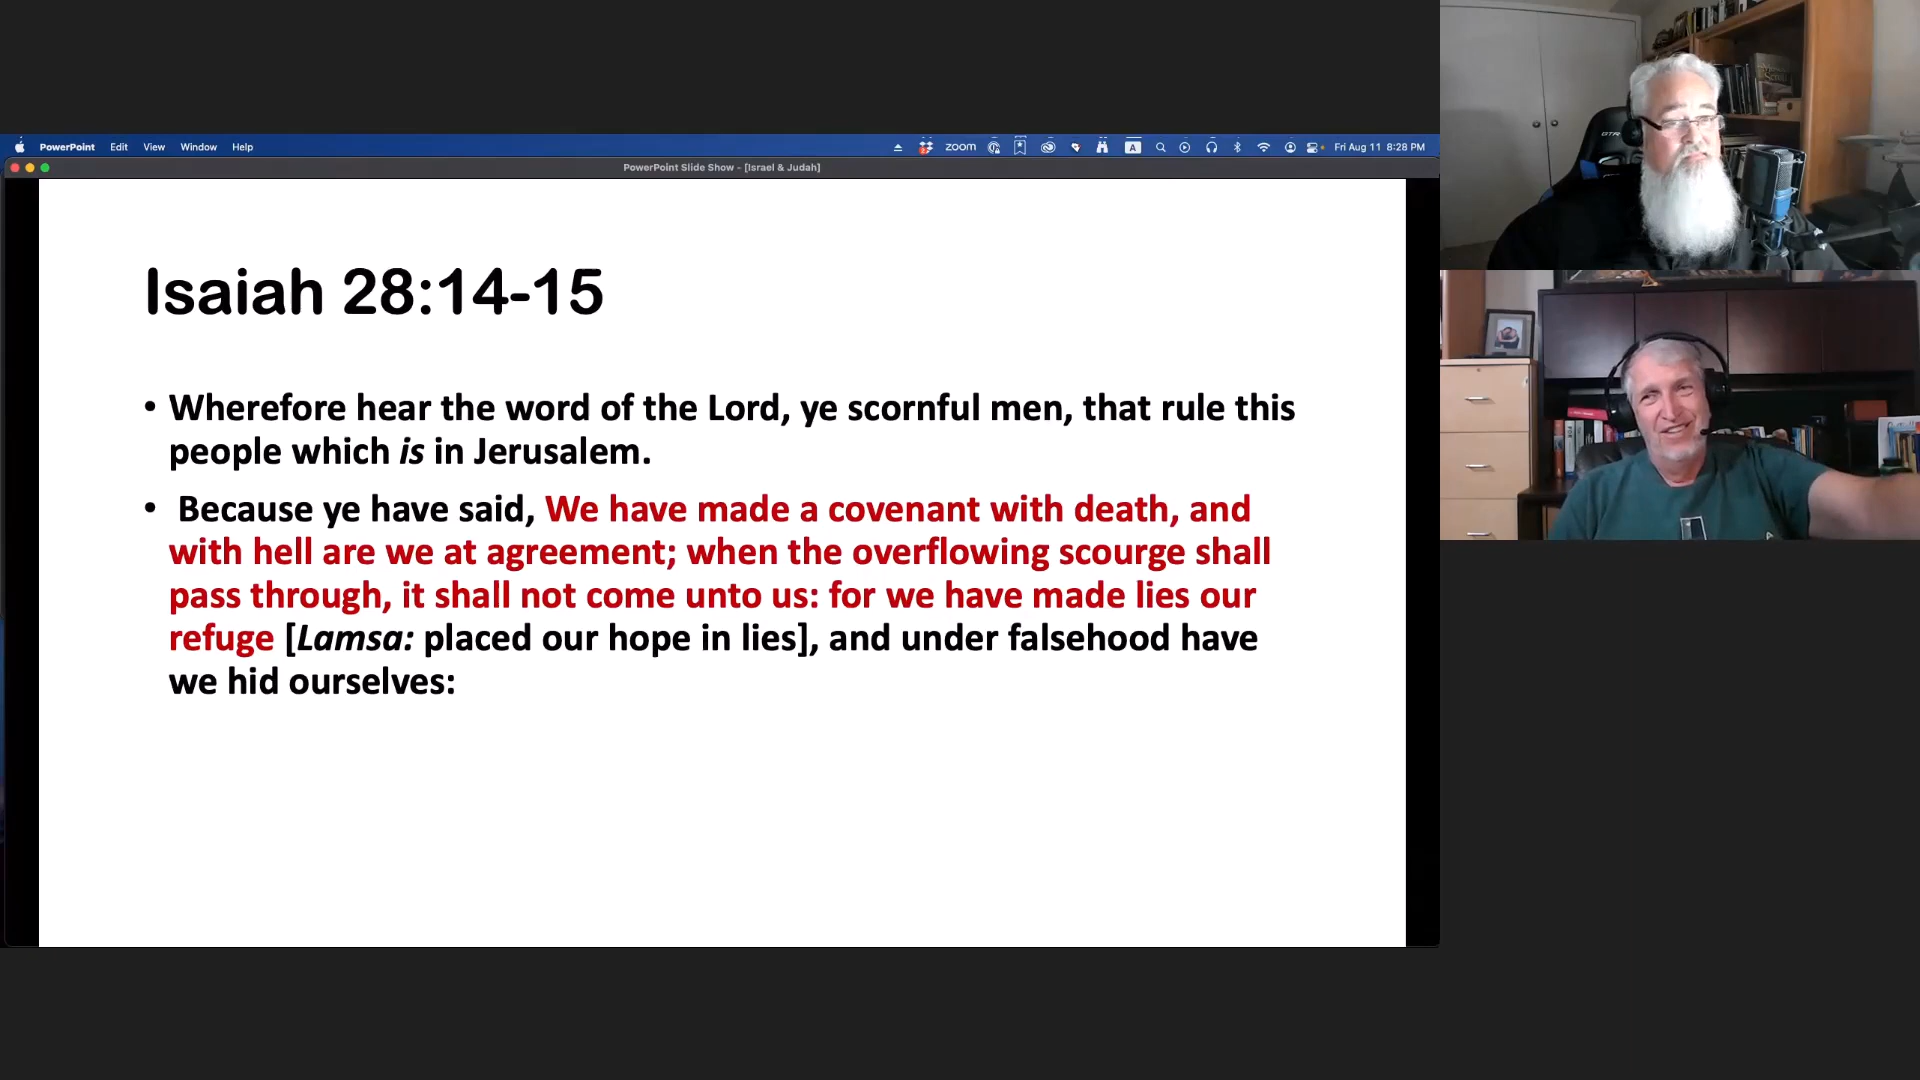 PowerPoint Edit View Window Help
zoom A Fri Aug 11 8:28 PM
PowerPoint Slide Show - [Israel & Judah]
Isaiah 28:14-15
• Wherefore hear the word of the Lord, ye scornful men, that rule this
people which is in Jerusalem.
• Because ye have said, We have made a covenant with death, and
with hell are we at agreement; when the overflowing scourge shall
pass through, it shall not come unto us: for we have made lies our
refuge [Lamsa: placed our hope in lies], and under falsehood have
we hid ourselves: